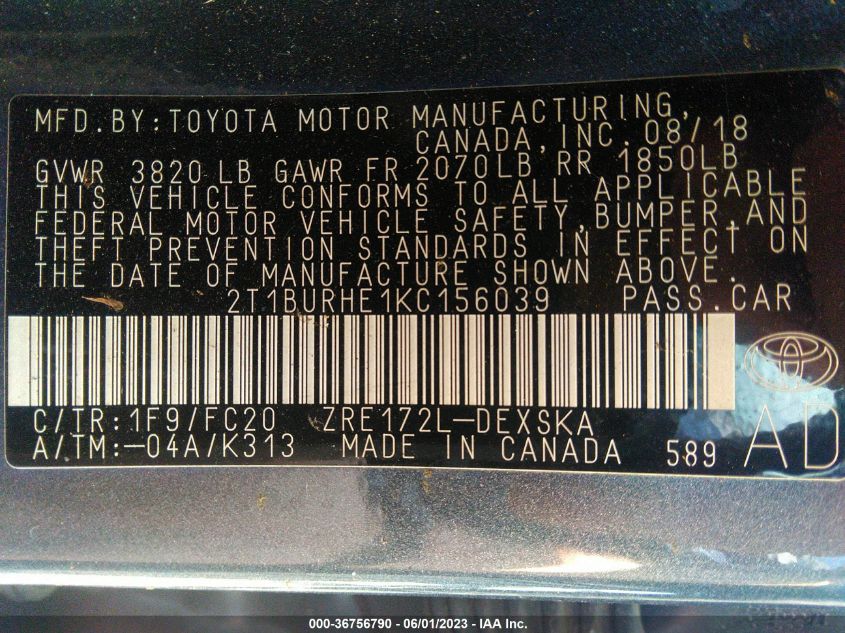 MFD.BY:TOYOTA MOTOR MANUFACTURING,
CANADA,INC. 08/18
GVWR 3820 LB GAWR FR 2070LB RR 1850LB
THIS VEHICLE CONFORMS TO ALL APPLICABLE
FEDERAL MOTOR VEHICLE SAFETY,BUMPER,AND
THEFT PREVENTION STANDARDS IN EFFECT ON
THE DATE OF MANUFACTURE SHOWN ABOVE.
2T1BURHE1KC156039 PASS.CAR
C/TR:1F9/FC20 ZRE172L-DEXSKA
A/TM:-04A/K313 MADE IN CANADA 589 AD
000-36756790 - 06/01/2023 - IAA Inc.